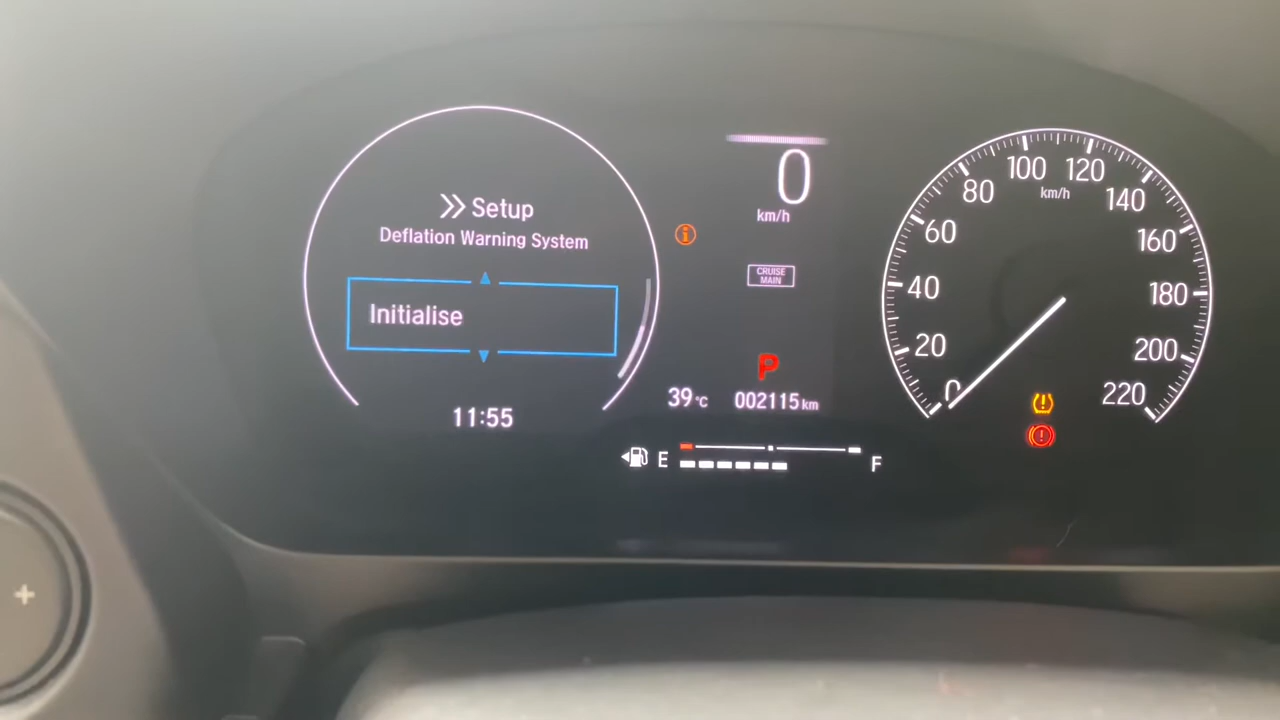 Setup
Deflation Warning System
Initialise
11:55
0
km/h
CRUISE
MAIN
P
39°C
002115 km
E
F
0
20
40
60
80
100
120
140
160
180
200
220
km/h
+